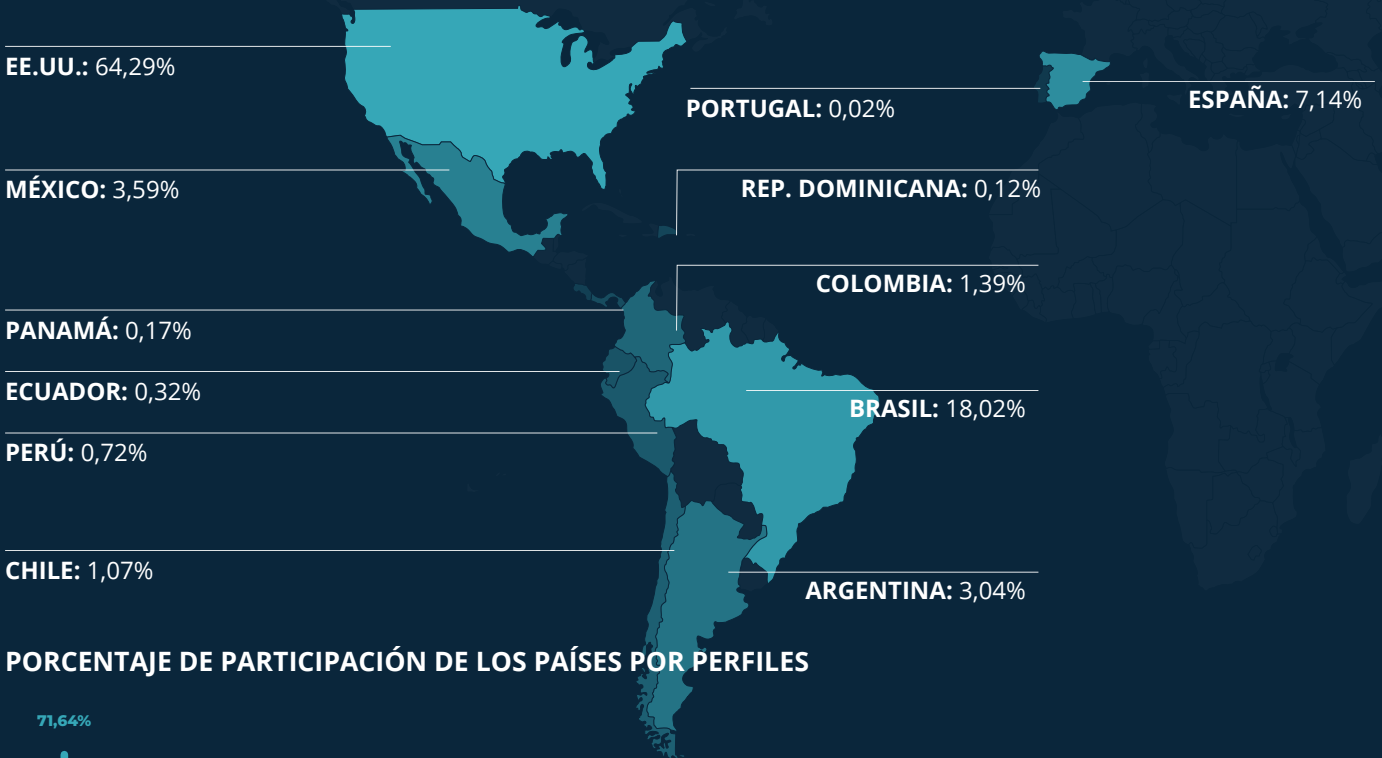 EE.UU.: 64,29%
MÉXICO: 3,59%
PANAMÁ: 0,17%
ECUADOR: 0,32%
PERÚ: 0,72%
CHILE: 1,07%
PORTUGAL: 0,02%
ESPAÑA: 7,14%
REP. DOMINICANA: 0,12%
COLOMBIA: 1,39%
BRASIL: 18,02%
ARGENTINA: 3,04%
PORCENTAJE DE PARTICIPACIÓN DE LOS PAÍSES POR PERFILES
71,64%